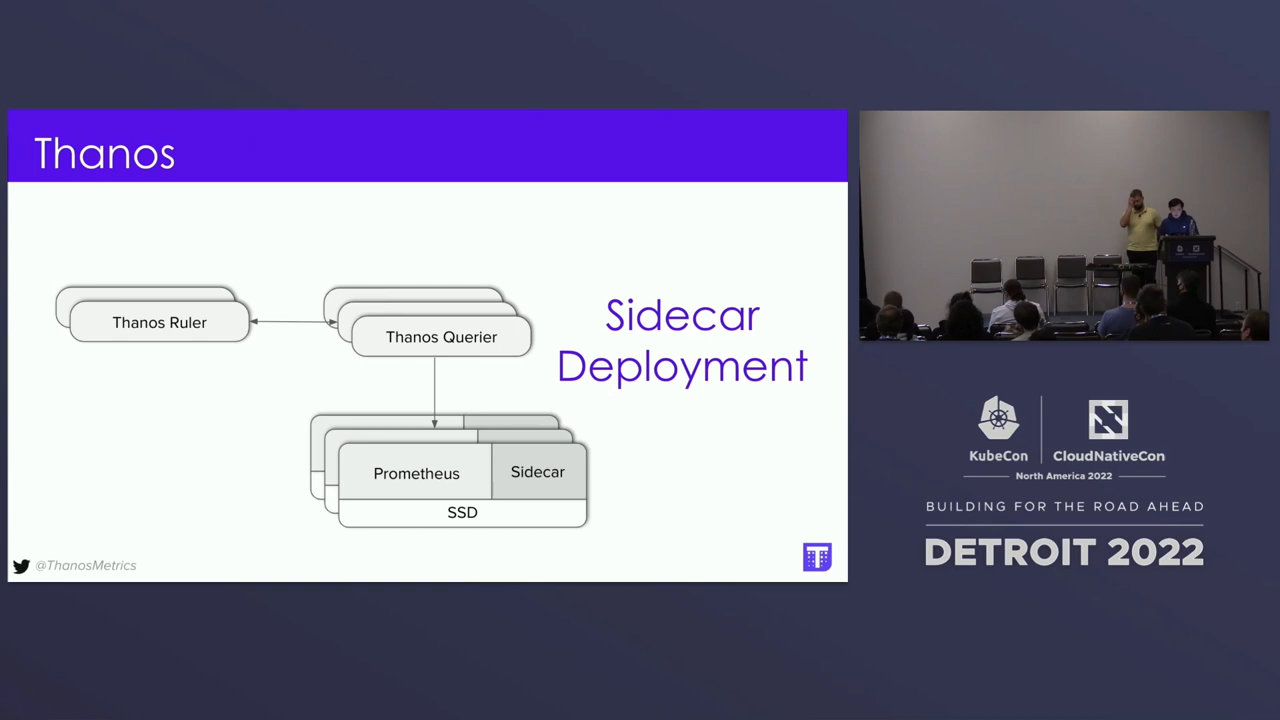 Thanos
Thanos Ruler
Thanos Querier
Sidecar
Deployment
Prometheus
Sidecar
SSD
@ThanosMetrics
T
KubeCon
CloudNativeCon
North America 2022
BUILDING FOR THE ROAD AHEAD
DETROIT 2022